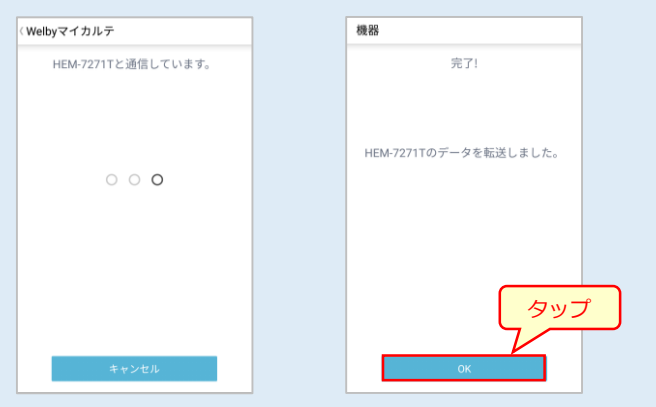 Welbyマイカルテ
HEM-7271Tと通信しています。
キャンセル
機器
完了!
HEM-7271Tのデータを転送しました。
タップ
OK